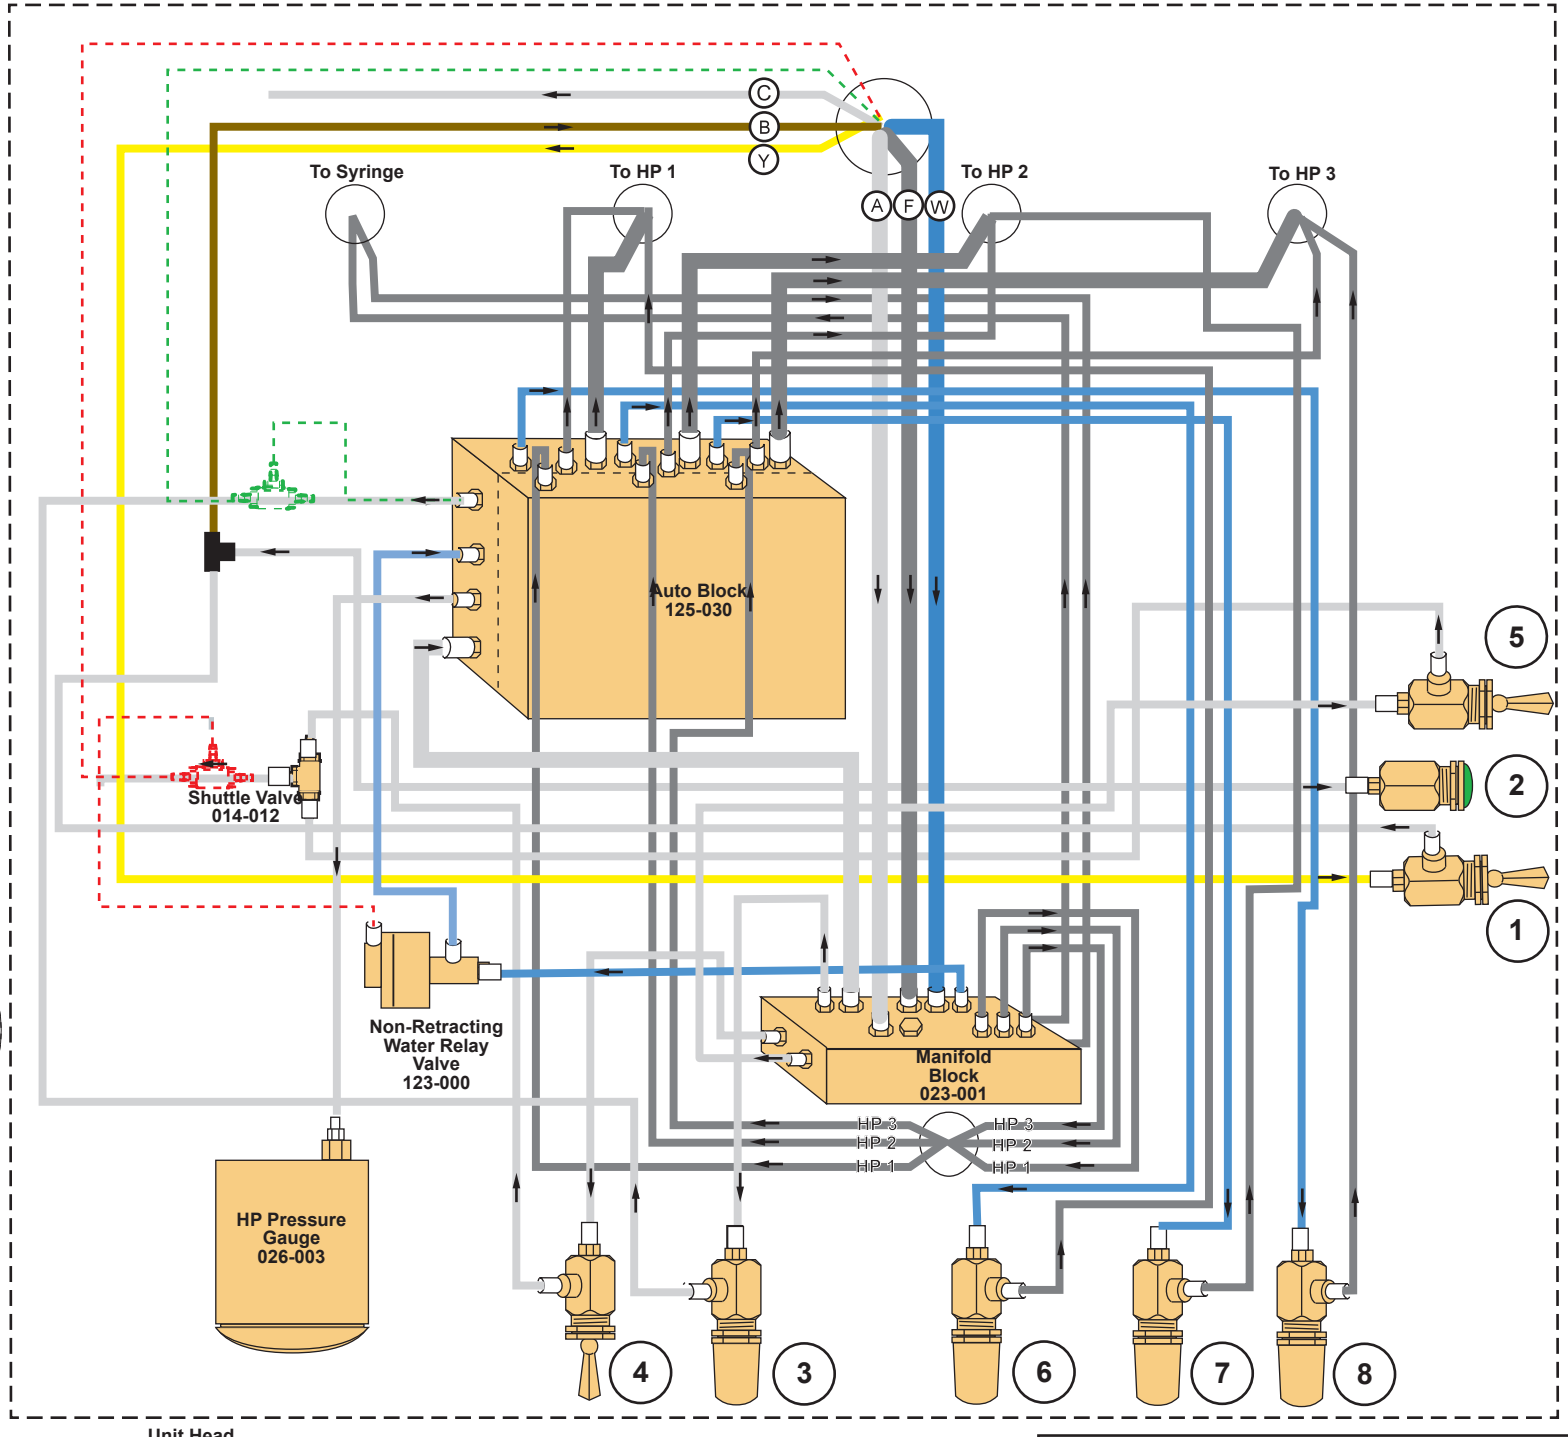 C
B
Y
To Syringe
To HP 1
To HP 2
To HP 3
A
F
W
Auto Block
125-030
5
2
Shuttle Valve
014-012
1
Non-Retracting
Water Relay
Valve
123-000
Manifold
Block
023-001
HP 3
HP 3
HP 2
HP 2
HP 1
HP 1
HP Pressure
Gauge
026-003
4
3
6
7
8
Unit Head